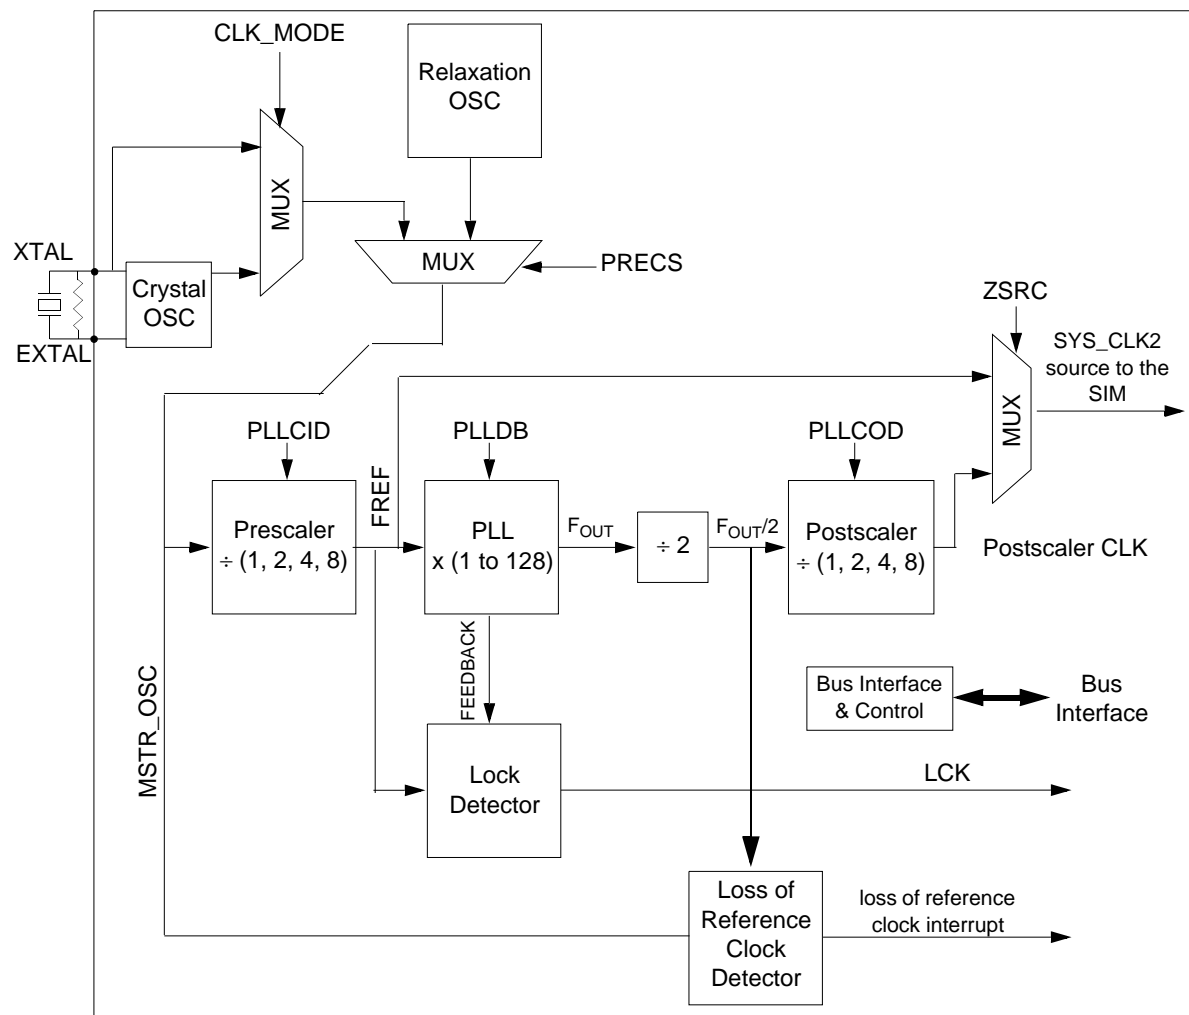 CLK_MODE
Relaxation
OSC
MUX
MUX
PRECS
XTAL
Crystal
OSC
EXTAL
ZSRC
SYS_CLK2
source to the
SIM
MUX
PLLCID
PLLDB
PLLCOD
FREF
Prescaler
÷ (1, 2, 4, 8)
PLL
x (1 to 128)
FOUT
÷ 2
FOUT/2
Postscaler
÷ (1, 2, 4, 8)
Postscaler CLK
FEEDBACK
MSTR_OSC
Bus Interface
& Control
Bus
Interface
Lock
Detector
LCK
Loss of
Reference
Clock
Detector
loss of reference
clock interrupt